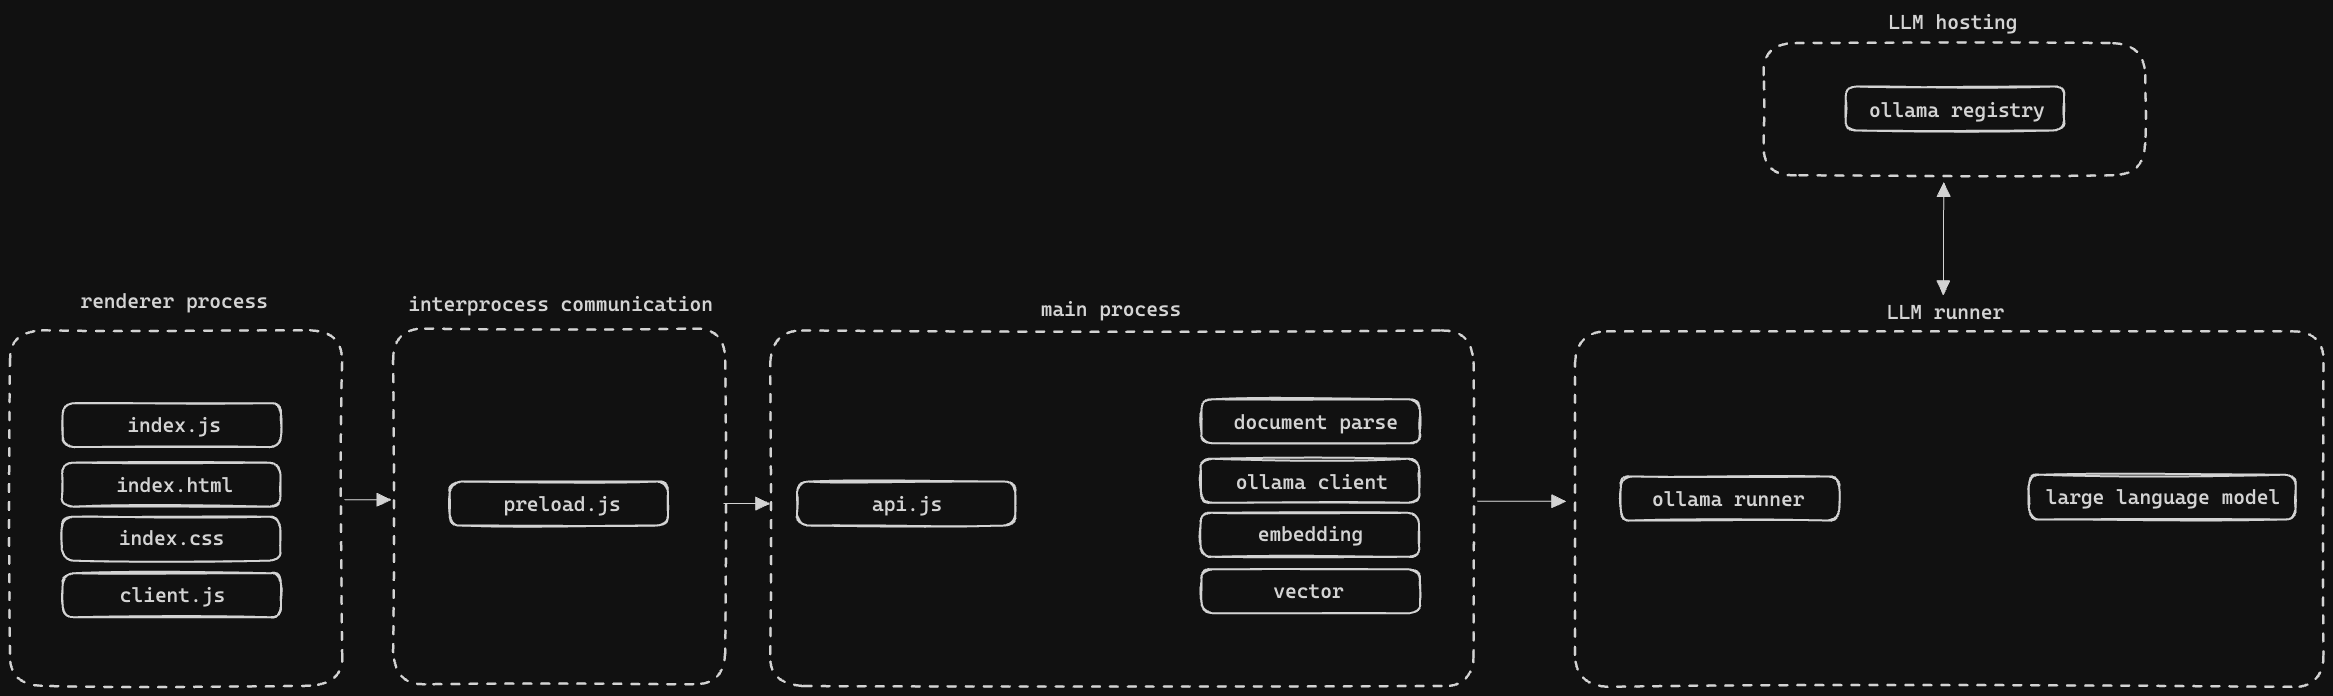 LLM hosting
ollama registry
renderer process
index.js
index.html
index.css
client.js
interprocess communication
preload.js
main process
api.js
document parse
ollama client
embedding
vector
LLM runner
ollama runner
large language model